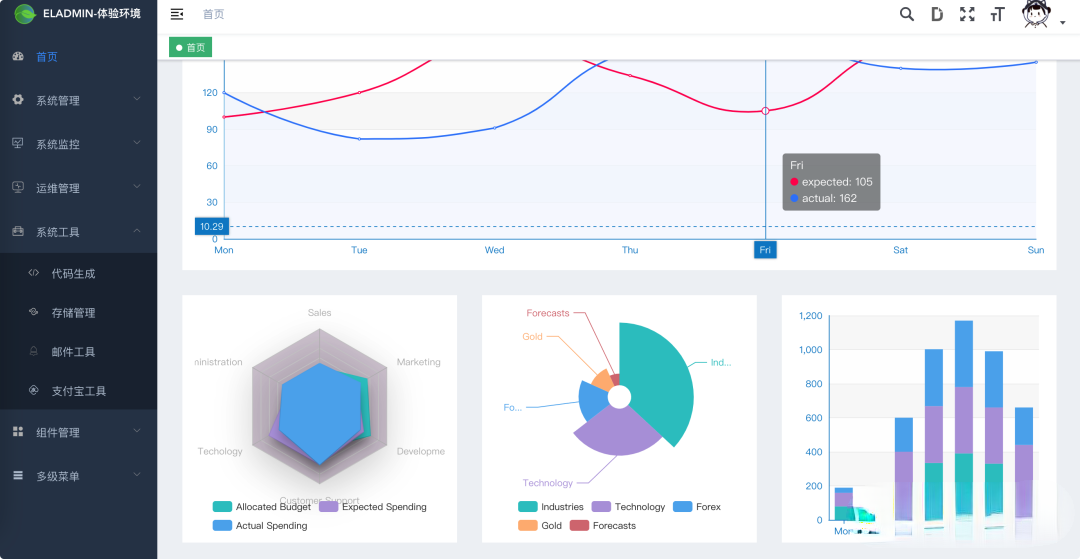 ELADMIN-体验环境
首页
首页
首页
系统管理
系统监控
运维管理
系统工具
代码生成
存储管理
邮件工具
支付宝工具
组件管理
多级菜单
120
90
60
30
10.29
0
Mon
Tue
Wed
Thu
Fri
Sat
Sun
Fri
expected: 105
actual: 162
Sales
ministration
Marketing
Techology
Developme
Customer Support
Allocated Budget
Expected Spending
Actual Spending
Forecasts
Gold
Ind...
Fo...
Technology
Industries
Technology
Forex
Gold
Forecasts
1,200
1,000
800
600
400
200
0
Mon